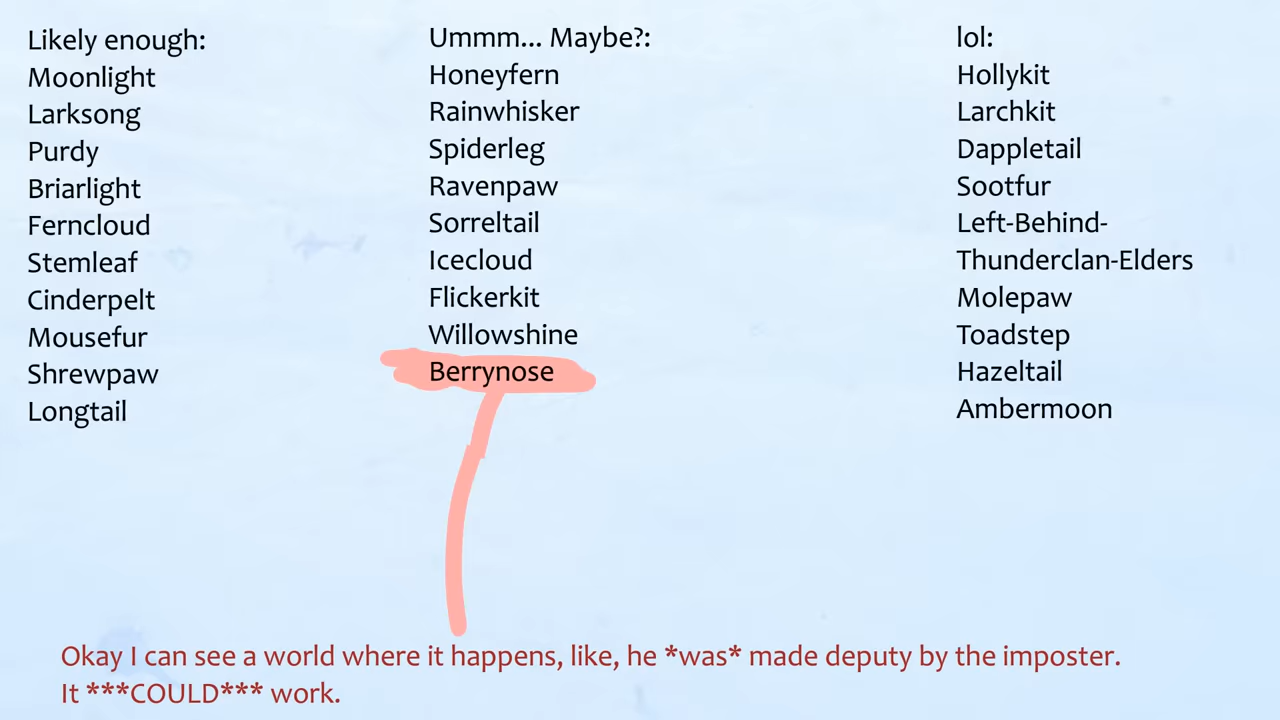 Likely enough:
Moonlight
Larksong
Purdy
Briarlight
Ferncloud
Stemleaf
Cinderpelt
Mousefur
Shrewpaw
Longtail
Ummm... Maybe?:
Honeyfern
Rainwhisker
Spiderleg
Ravenpaw
Sorreltail
Icecloud
Flickerkit
Willowshine
Berrynose
lol:
Hollykit
Larchkit
Dappletail
Sootfur
Left-Behind-
Thunderclan-Elders
Molepaw
Toadstep
Hazeltail
Ambermoon
Okay I can see a world where it happens, like, he *was* made deputy by the imposter.
It ***COULD*** work.